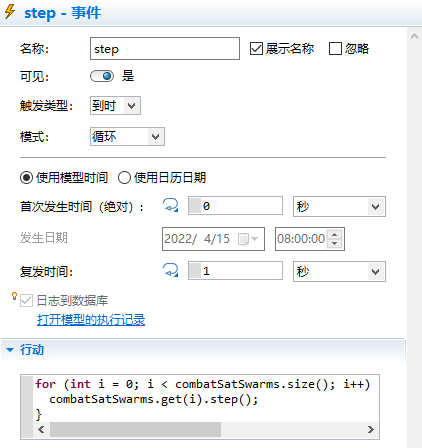 step - 事件
名称： step 展示名称 忽略
可见： 是
触发类型： 到时
模式： 循环
使用模型时间 使用日历日期
首次发生时间（绝对）： 0 秒
发生日期 2022/ 4/15 08:00:00
复发时间： 1 秒
日志到数据库
打开模型的执行记录
行动
for (int i = 0; i < combatSatSwarms.size(); i++)
combatSatSwarms.get(i).step();
}